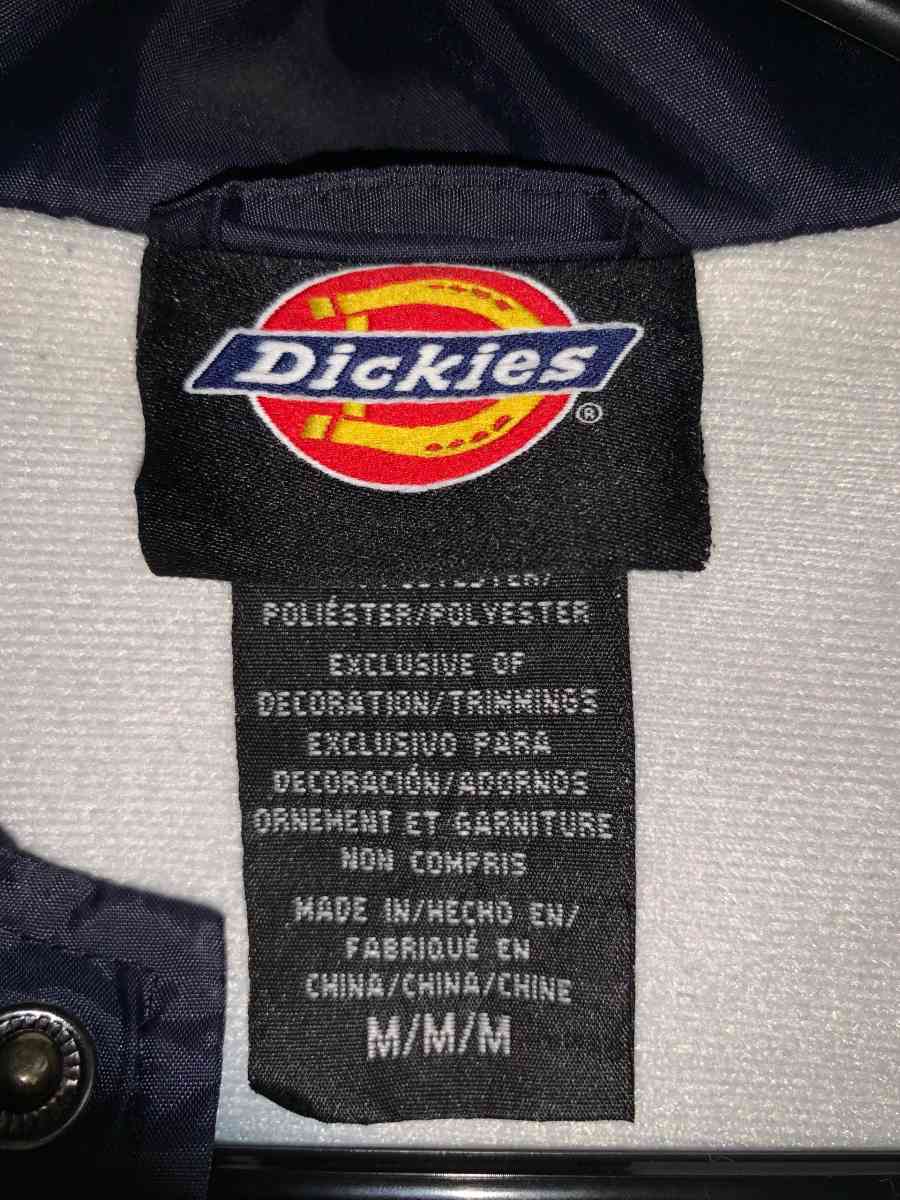 Dickies
®
POLIÉSTER/POLYESTER
EXCLUSIVE OF
DECORATION/TRIMMINGS
EXCLUSIVO PARA
DECORACIÓN/ADORNOS
ORNEMENT ET GARNITURE
NON COMPRIS
MADE IN/HECHO EN/
FABRIQUÉ EN
CHINA/CHINA/CHINE
M/M/M